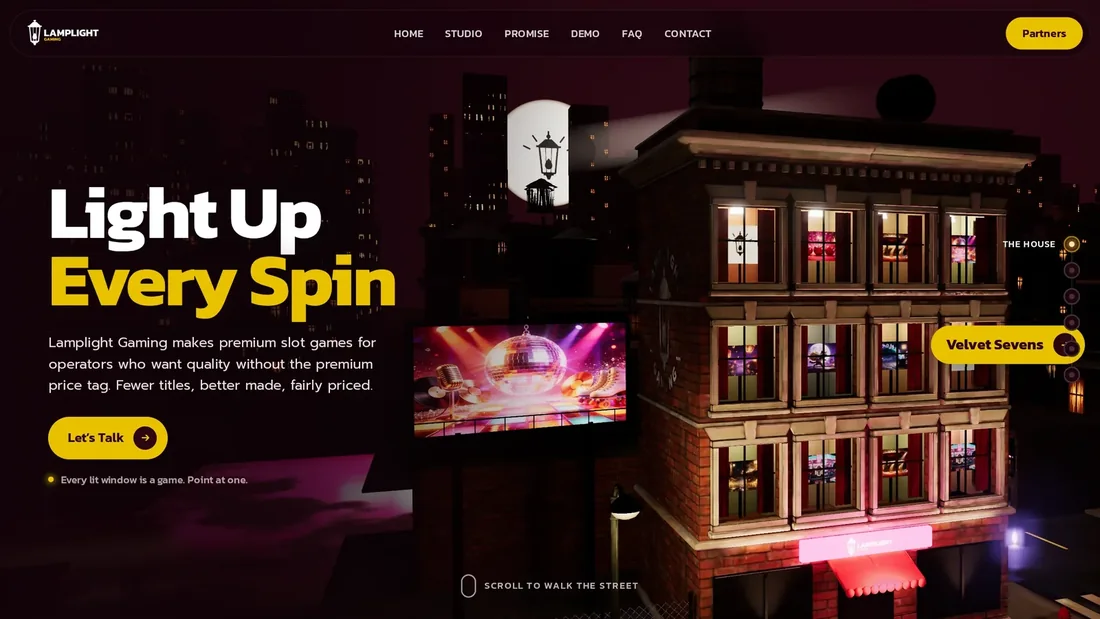 LAMPLIGHT
GAMING
HOME
STUDIO
PROMISE
DEMO
FAQ
CONTACT
Partners
Light Up
Every Spin
Lamplight Gaming makes premium slot games for
operators who want quality without the premium
price tag. Fewer titles, better made, fairly priced.
Let's Talk
Every lit window is a game. Point at one.
THE HOUSE
777
Velvet Sevens
LAMPLIGHT
SCROLL TO WALK THE STREET